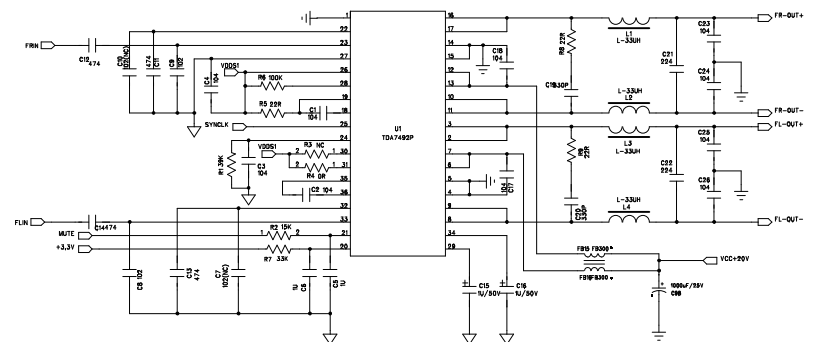 1
22
FRIN
C12 474
C10 102(NC)
474 C11
C9 102
23
27
VDDS1
26
C4 104
R6 100K
28
19
R5 22R
C1 104
18
SYNCLK
25
24
R1 39K
C3 104
VDDS1
R3 NC
30
R4 0R
31
35
C2 104
36
32
FLIN
C14 474
33
MUTE
1 R2 15K 2
21
+3.3V
R7 33K
20
C8 102
C13 474
C7 102(NC)
1U C6
C5 1U
U1
TDA7492P
16
17
14
15
12
13
10
11
3
2
7
6
5
4
9
8
34
29
C18 104
R8 22R
C19 330P
L1
L-33UH
L-33UH
L2
C21 224
C23 104
C24 104
FR-OUT+
FR-OUT-
FL-OUT+
L3
L-33UH
R9 22R
C20 330P
C17 104
C22 224
C25 104
C26 104
L-33UH
L4
FL-OUT-
FB15 FB300
FB16 FB300
VCC+20V
1000uF/25V
C98
C15 1U/50V
C16 1U/50V